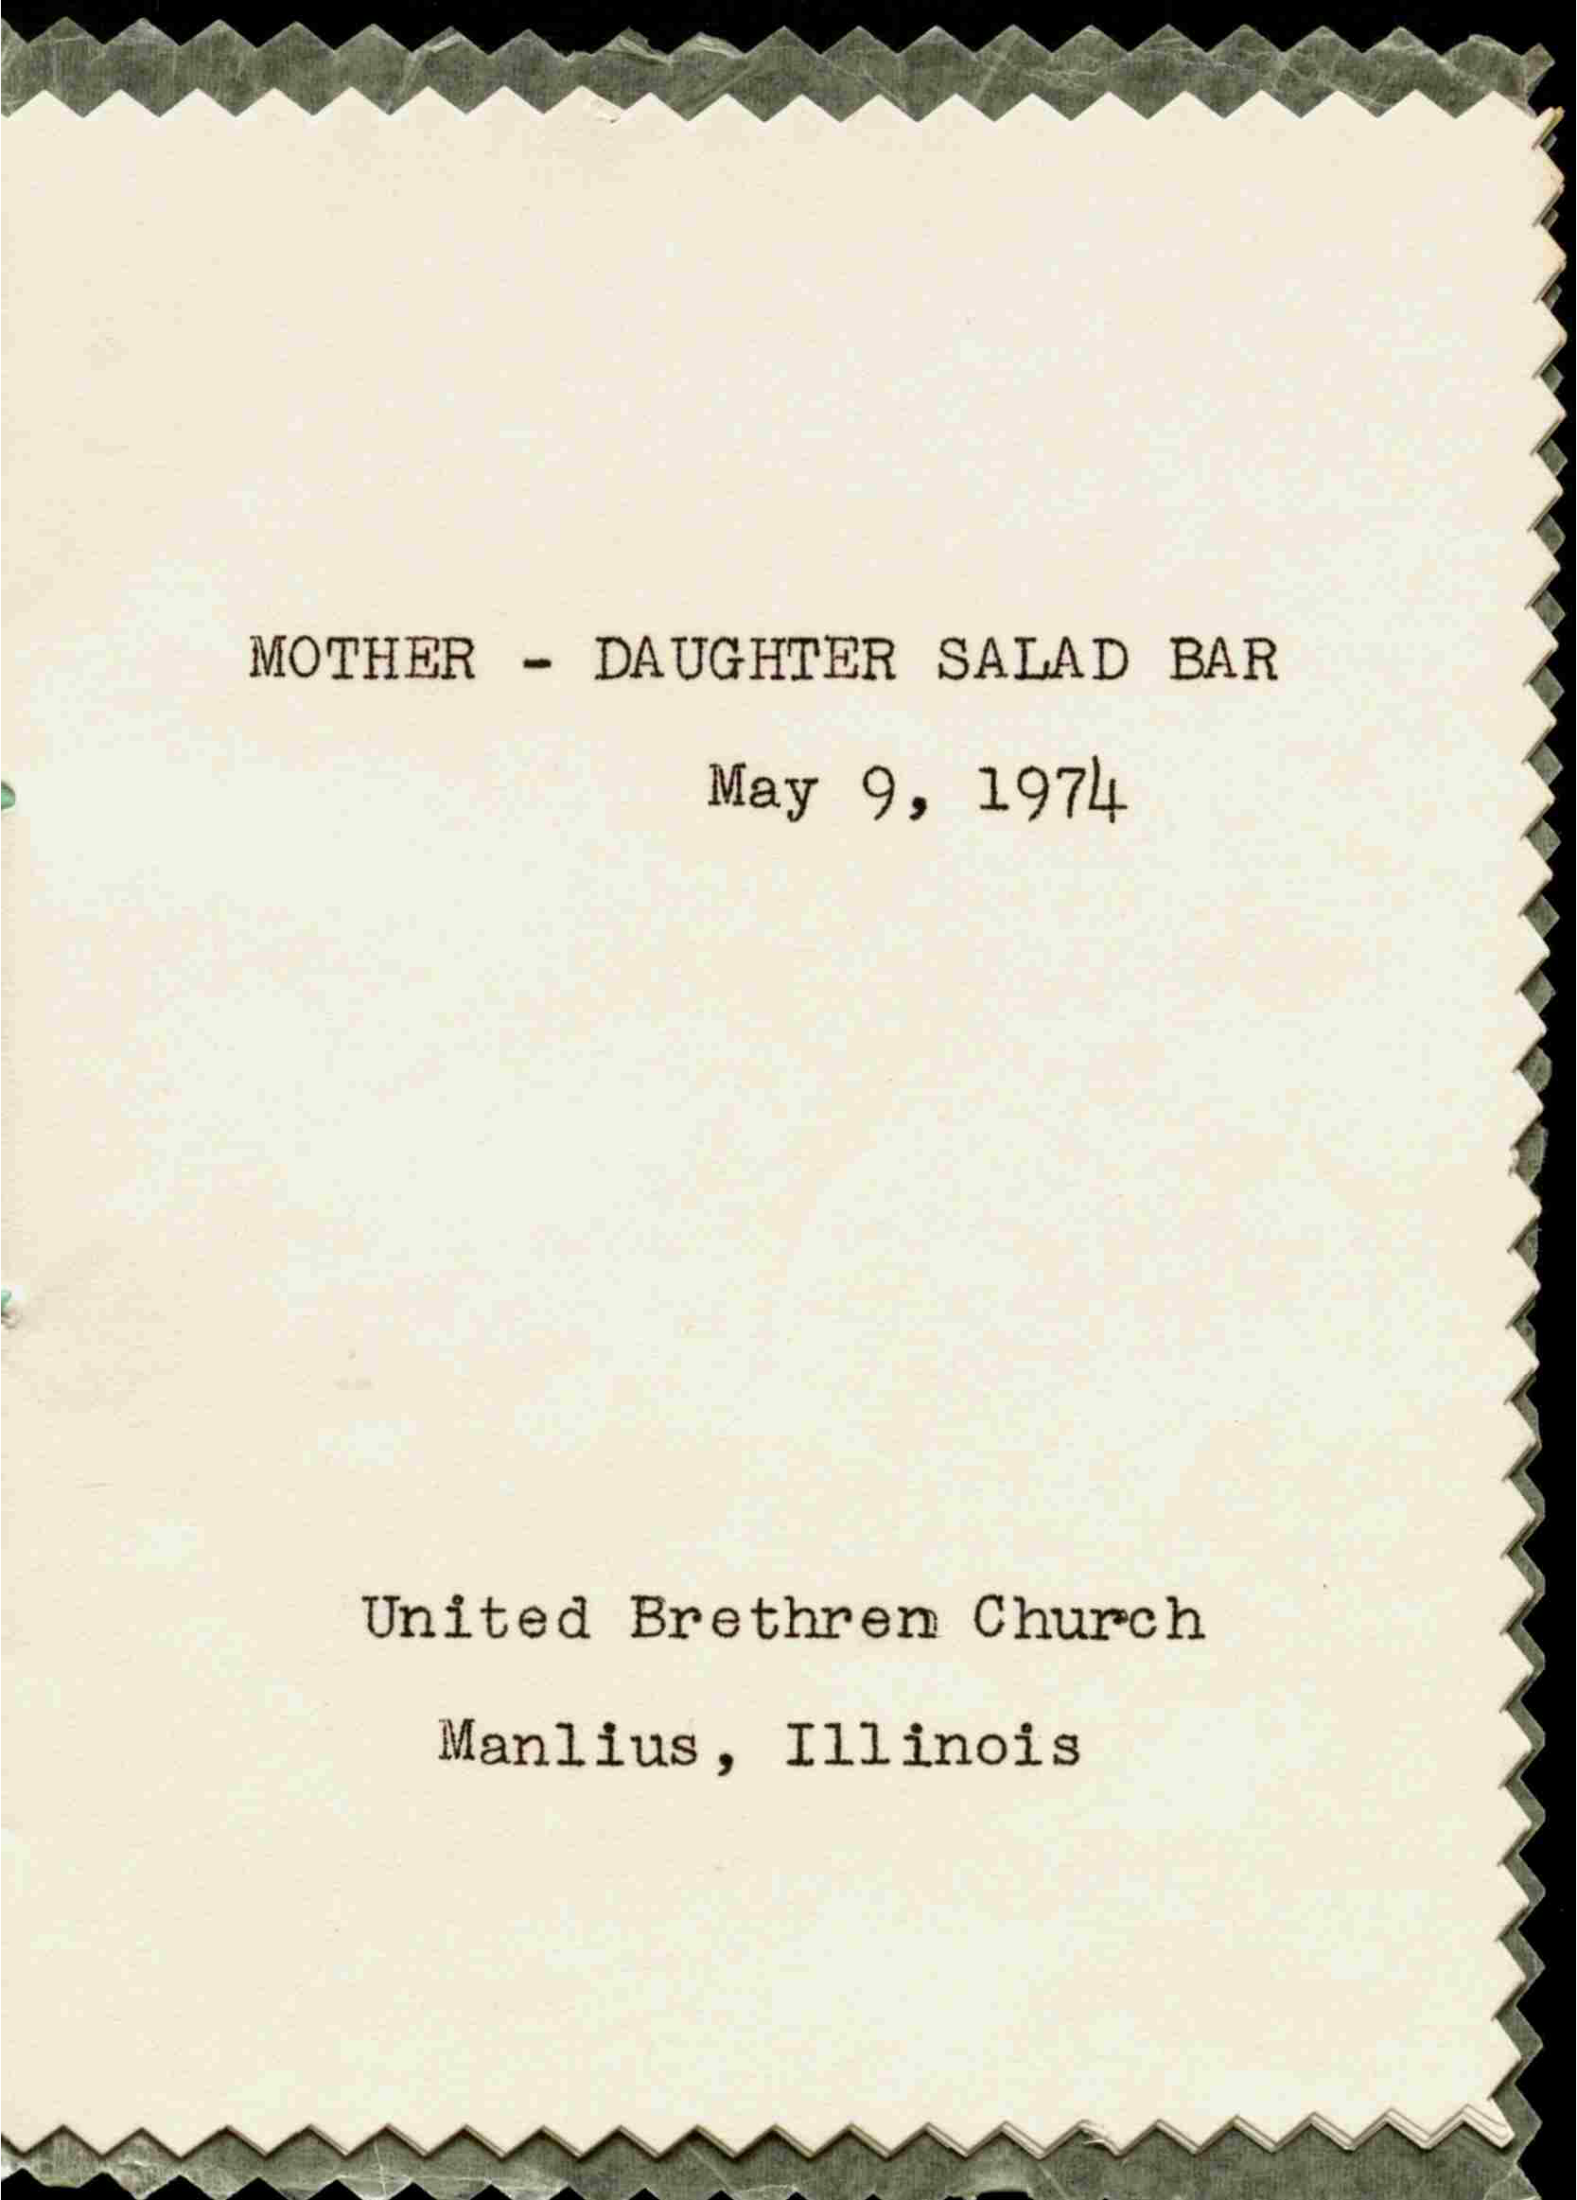 MOTHER - DAUGHTER SALAD BAR
May 9, 1974
United Brethren Church
Manlius, Illinois